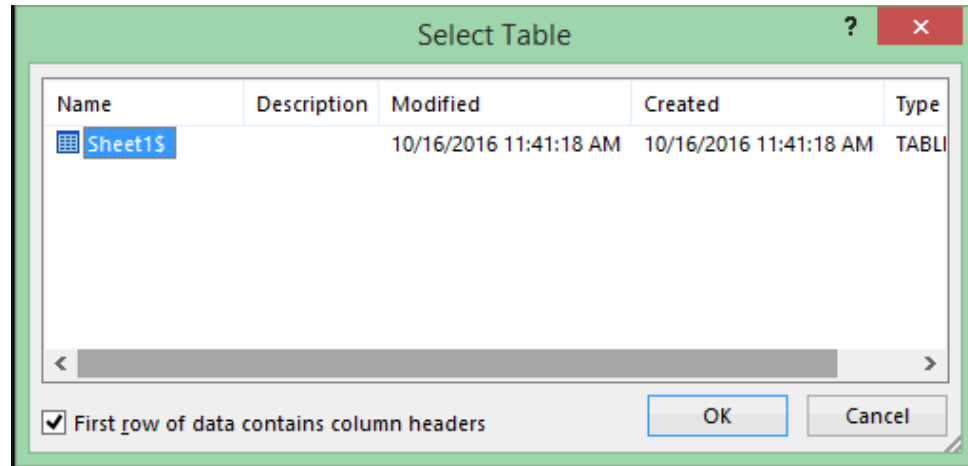 Select Table
?
Name Description Modified Created Type
Sheet1$ 10/16/2016 11:41:18 AM 10/16/2016 11:41:18 AM TABL
First row of data contains column headers
OK Cancel